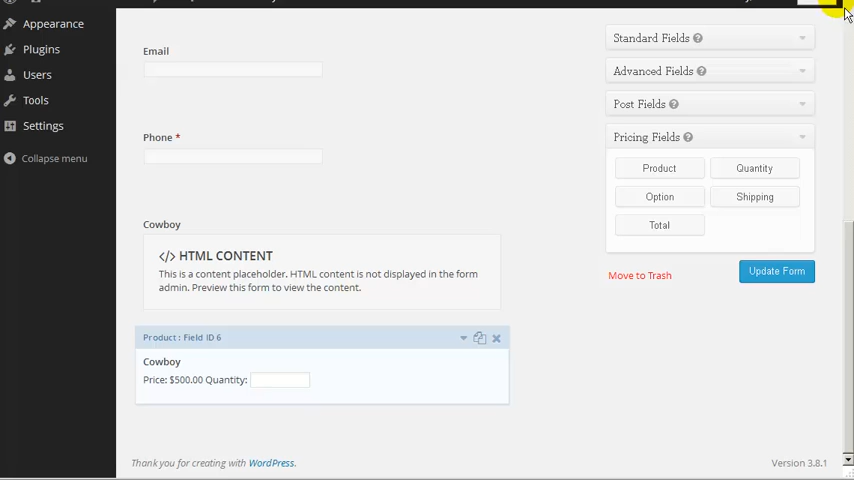 Appearance
Plugins
Users
Tools
Settings
Collapse menu
Email
Phone *
Cowboy
</> HTML CONTENT
This is a content placeholder. HTML content is not displayed in the form
admin. Preview this form to view the content.
Product : Field ID 6
Cowboy
Price: $500.00 Quantity:
Standard Fields
Advanced Fields
Post Fields
Pricing Fields
Product
Quantity
Option
Shipping
Total
Move to Trash
Update Form
Thank you for creating with WordPress.
Version 3.8.1